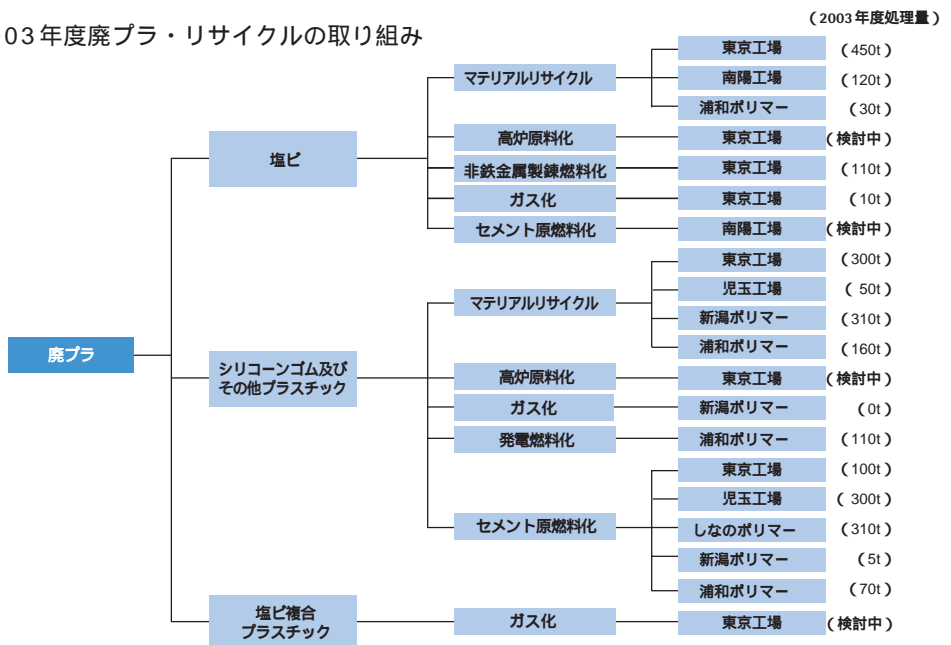 (2003年度処理量)
03年度廃プラ・リサイクルの取り組み
廃プラ
塩ビ
マテリアルリサイクル
東京工場 (450t)
南陽工場 (120t)
浦和ポリマー (30t)
高炉原料化
東京工場 (検討中)
非鉄金属製錬燃料化
東京工場 (110t)
ガス化
東京工場 (10t)
セメント原燃料化
南陽工場 (検討中)
シリコーンゴム及び
その他プラスチック
マテリアルリサイクル
東京工場 (300t)
児玉工場 (50t)
新潟ポリマー (310t)
浦和ポリマー (160t)
高炉原料化
東京工場 (検討中)
ガス化
新潟ポリマー (0t)
発電燃料化
浦和ポリマー (110t)
セメント原燃料化
東京工場 (100t)
児玉工場 (300t)
しなのポリマー (310t)
新潟ポリマー (5t)
浦和ポリマー (70t)
塩ビ複合
プラスチック
ガス化
東京工場 (検討中)